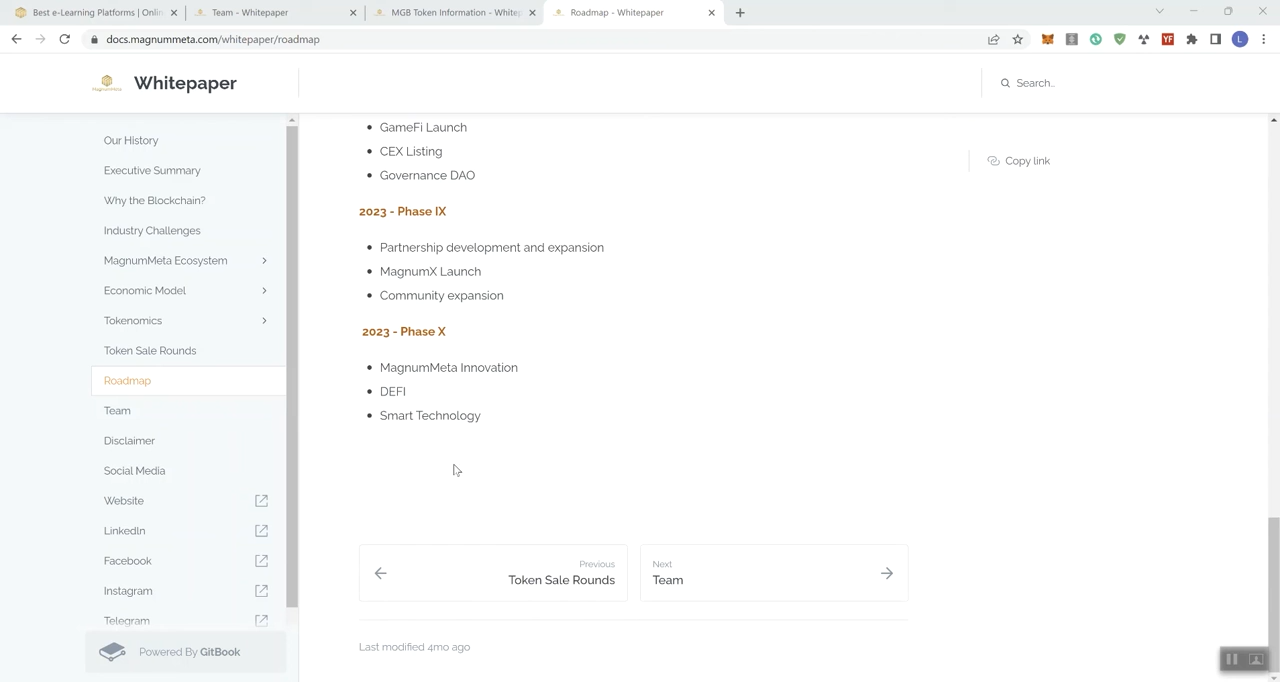 Best e-Learning Platforms | Onlin
Team - Whitepaper
MGB Token Information - Whitep
Roadmap - Whitepaper
docs.magnummeta.com/whitepaper/roadmap
YF
L
MagnumMeta
Whitepaper
Search...
Our History
Executive Summary
Why the Blockchain?
Industry Challenges
MagnumMeta Ecosystem
Economic Model
Tokenomics
Token Sale Rounds
Roadmap
Team
Disclaimer
Social Media
Website
LinkedIn
Facebook
Instagram
Telegram
Powered By GitBook
GameFi Launch
CEX Listing
Governance DAO
2023 - Phase IX
Partnership development and expansion
MagnumX Launch
Community expansion
2023 - Phase X
MagnumMeta Innovation
DEFI
Smart Technology
Previous
Token Sale Rounds
Next
Team
Last modified 4mo ago
Copy link